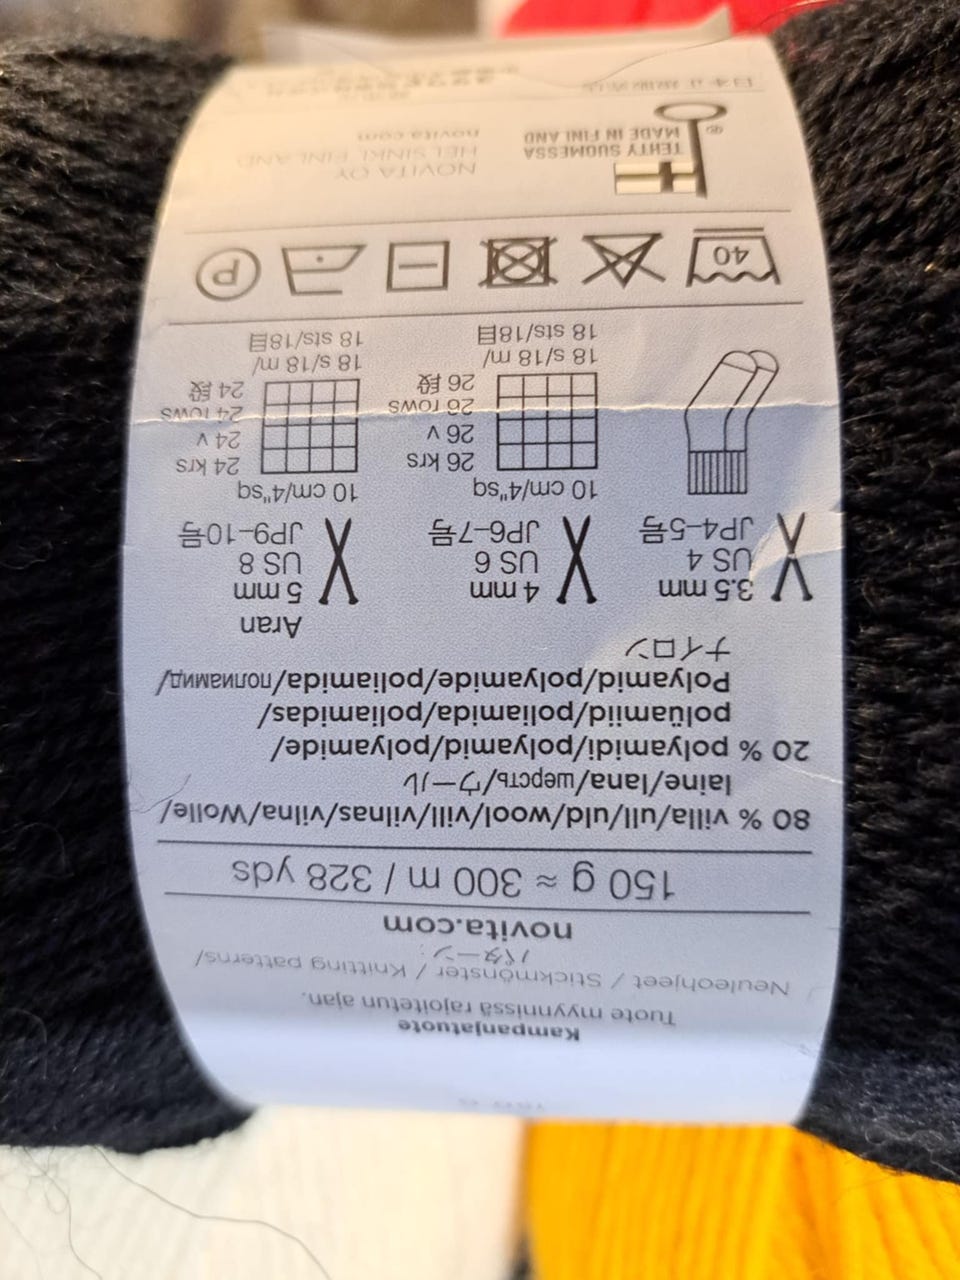 Kampanjatuote
Tuote myynnissä rajoitetun ajan.
Neuleohjeet / Stickmönster / Knitting patterns/
パターン:
novita.com
150 g ≈ 300 m / 328 yds
80 % villa/ull/uld/wool/vill/vilnas/vilna/Wolle/
laine/lana/шерсть/ウール
20 % polyamidi/polyamid/polyamide/
polüamiid/poliamida/poliamidas/
Polyamid/polyamide/poliamida/полиамид/
ナイロン
Aran
3.5 mm
US 4
JP4–5号
4 mm
US 6
JP6–7号
10 cm/4"sq
26 krs
26 v
26 rows
26 段
18 s/18 m/
18 sts/18目
5 mm
US 8
JP9–10号
10 cm/4"sq
24 krs
24 v
24 rows
24 段
18 s/18 m/
18 sts/18目
40
P
TEHTY SUOMESSA
MADE IN FINLAND
®
NOVITA OY
HELSINKI, FINLAND
novita.com